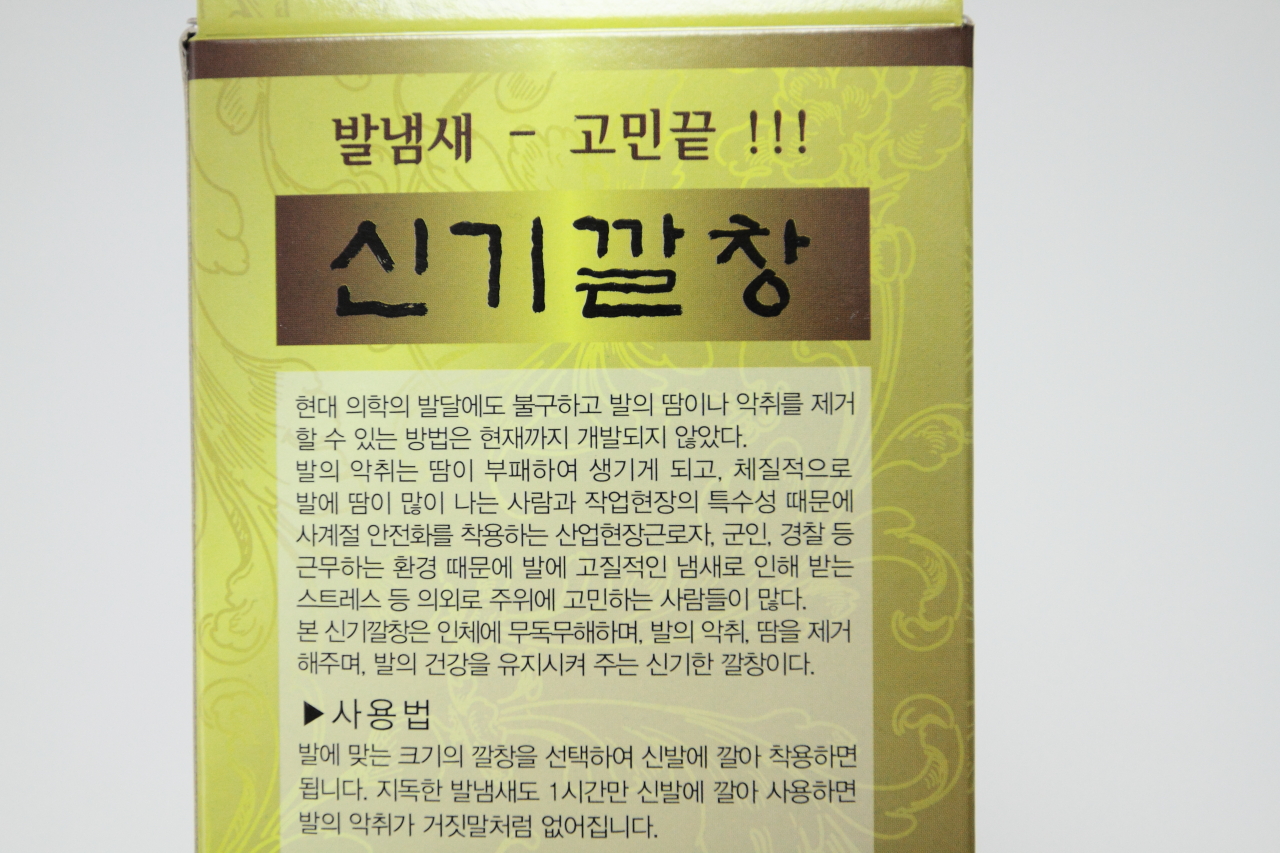 발냄새 - 고민끝 !!!
신기깔창
현대 의학의 발달에도 불구하고 발의 땀이나 악취를 제거
할 수 있는 방법은 현재까지 개발되지 않았다.
발의 악취는 땀이 부패하여 생기게 되고, 체질적으로
발에 땀이 많이 나는 사람과 작업현장의 특수성 때문에
사계절 안전화를 착용하는 산업현장근로자, 군인, 경찰 등
근무하는 환경 때문에 발에 고질적인 냄새로 인해 받는
스트레스 등 의외로 주위에 고민하는 사람들이 많다.
본 신기깔창은 인체에 무독무해하며, 발의 악취, 땀을 제거
해주며, 발의 건강을 유지시켜 주는 신기한 깔창이다.
▶사용법
발에 맞는 크기의 깔창을 선택하여 신발에 깔아 착용하면
됩니다. 지독한 발냄새도 1시간만 신발에 깔아 사용하면
발의 악취가 거짓말처럼 없어집니다.